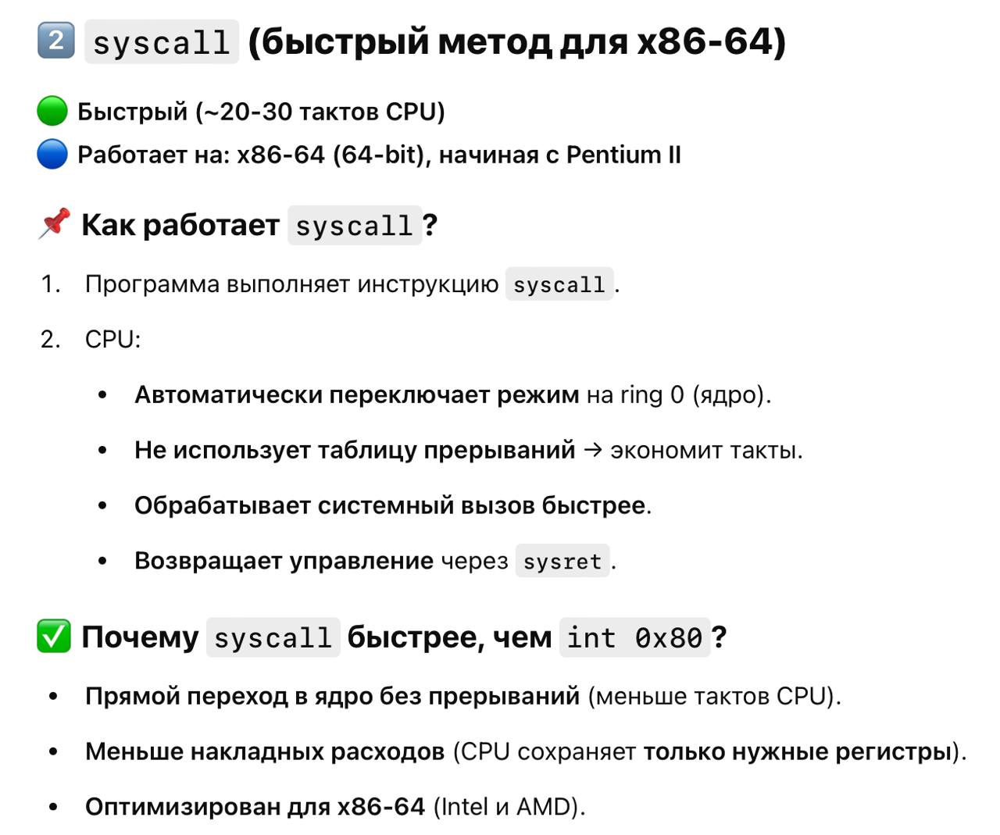 2 syscall (быстрый метод для x86-64)
Быстрый (~20-30 тактов CPU)
Работает на: x86-64 (64-bit), начиная с Pentium II
Как работает syscall?
1. Программа выполняет инструкцию syscall.
2. CPU:
• Автоматически переключает режим на ring 0 (ядро).
• Не использует таблицу прерываний → экономит такты.
• Обрабатывает системный вызов быстрее.
• Возвращает управление через sysret.
Почему syscall быстрее, чем int 0x80?
• Прямой переход в ядро без прерываний (меньше тактов CPU).
• Меньше накладных расходов (CPU сохраняет только нужные регистры).
• Оптимизирован для x86-64 (Intel и AMD).